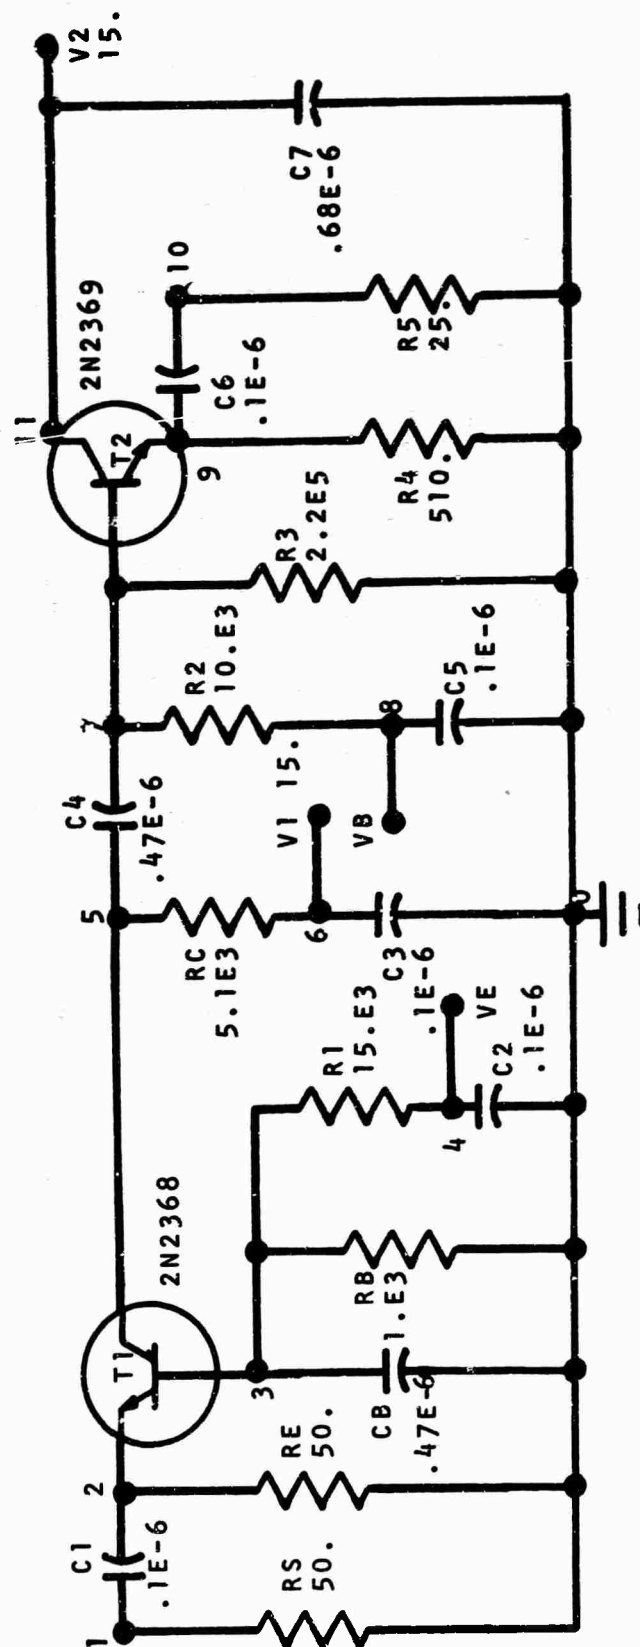 1
C1
.1E-6
RS
50.
2
RE
50.
T1
2N2368
3
CB
.47E-6
RB
1.E3
R1
15.E3
4
VE
C2
.1E-6
5
RC
5.1E3
6
V1 15.
C3
.1E-6
0
C4
.47E-6
7
R2
10.E3
8
VB
C5
.1E-6
R3
2.2E5
T2
2N2369
9
R4
510.
C6
.1E-6
10
R5
25.
11
C7
.68E-6
V2
15.